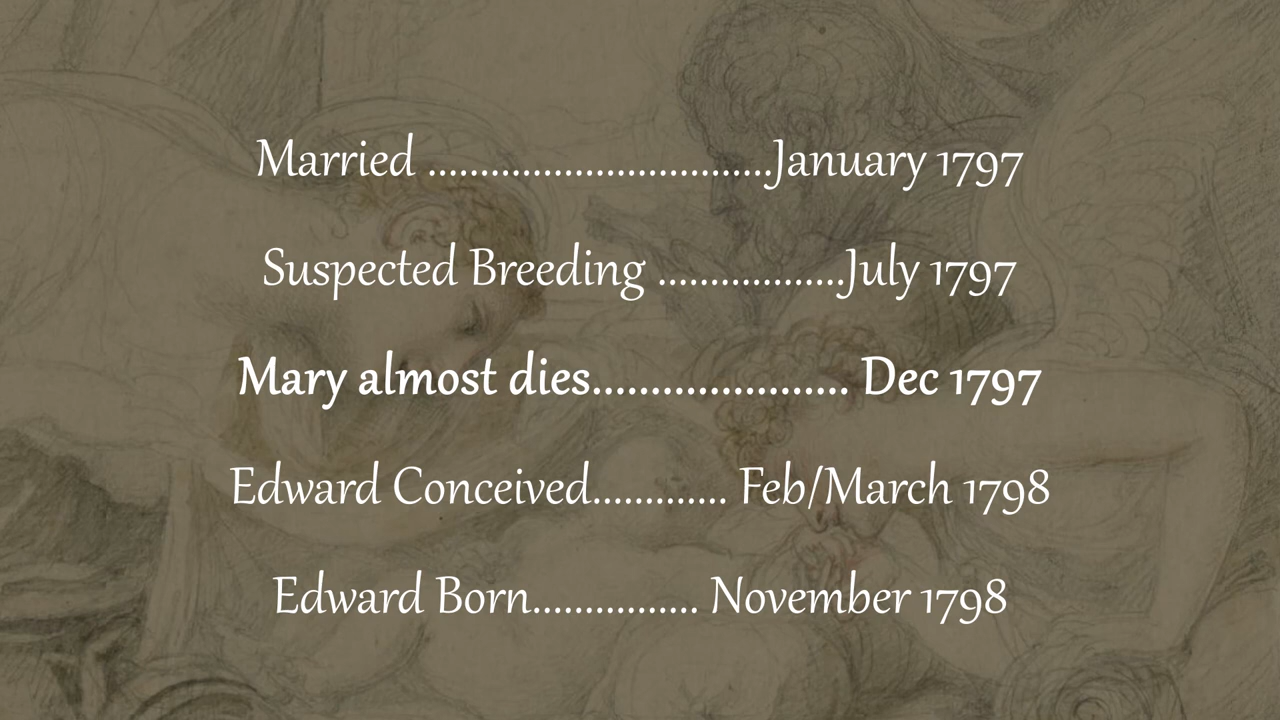 Married .................................January 1797
Suspected Breeding ..................July 1797
Mary almost dies...................... Dec 1797
Edward Conceived............. Feb/March 1798
Edward Born................ November 1798